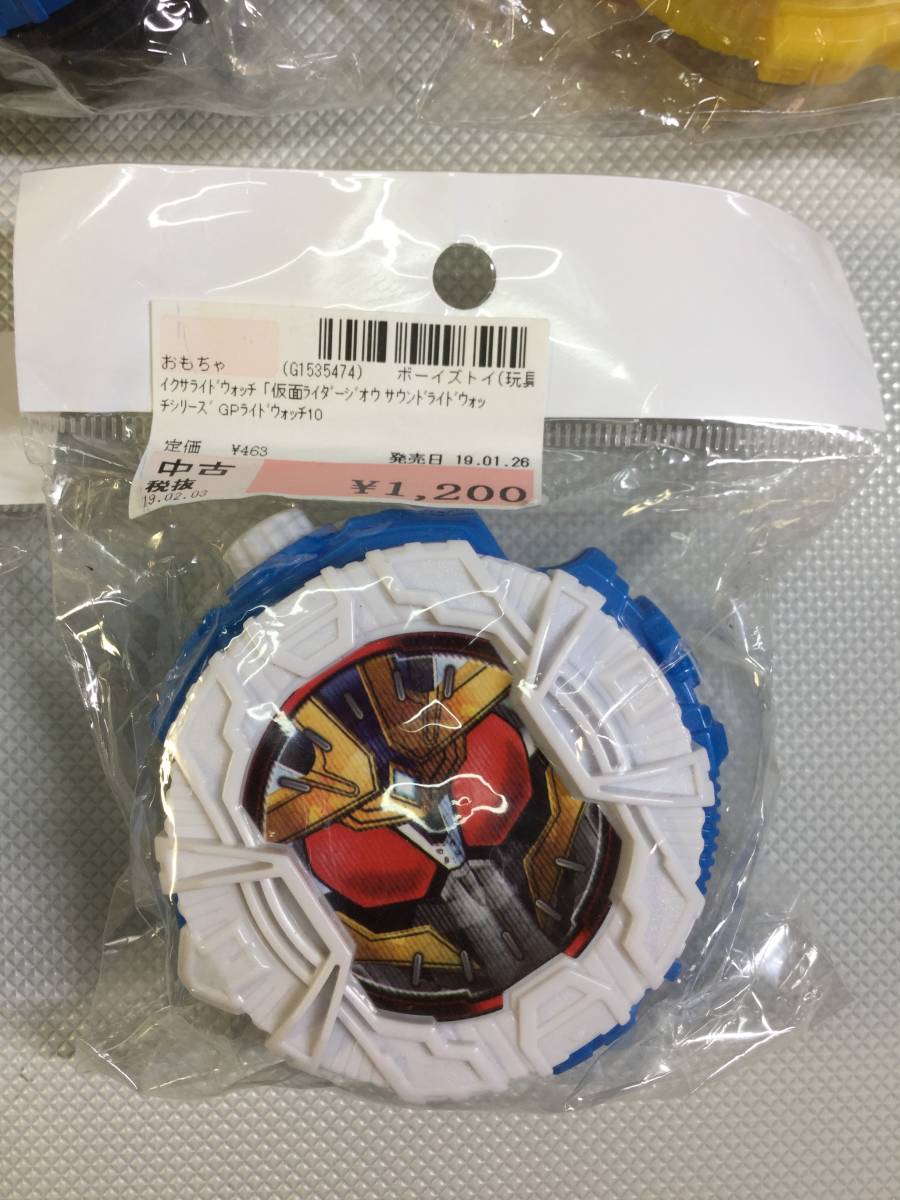 おもちゃ (G1535474) ボーイズトイ(玩具
ｲｸｻﾗｲﾄﾞｳｫｯﾁ「仮面ﾗｲﾀﾞｰｼﾞｵｳ ｻｳﾝﾄﾞﾗｲﾄﾞｳｫｯ
ﾁｼﾘｰｽﾞ GPﾗｲﾄﾞｳｫｯﾁ10
定価 ¥463 発売日 19.01.26
中古
税抜 ¥1,200
19.02.03